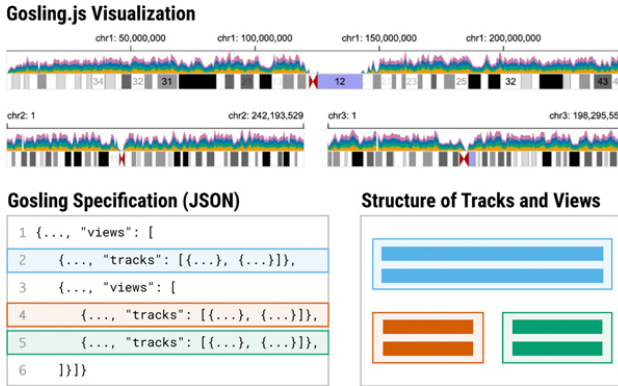 Gosling.js Visualization
chr1: 50,000,000 chr1: 100,000,000 chr1: 150,000,000 chr1: 200,000,000
34 32 31 12 23 25 32 43
chr2: 1 chr2: 242,193,529 chr3: 1 chr3: 198,295,55
Gosling Specification (JSON) Structure of Tracks and Views
1 {..., "views": [
2 {..., "tracks": [{...}, {...}]},
3 {..., "views": [
4 {..., "tracks": [{...}, {...}]},
5 {..., "tracks": [{...}, {...}]},
6 ]}]}